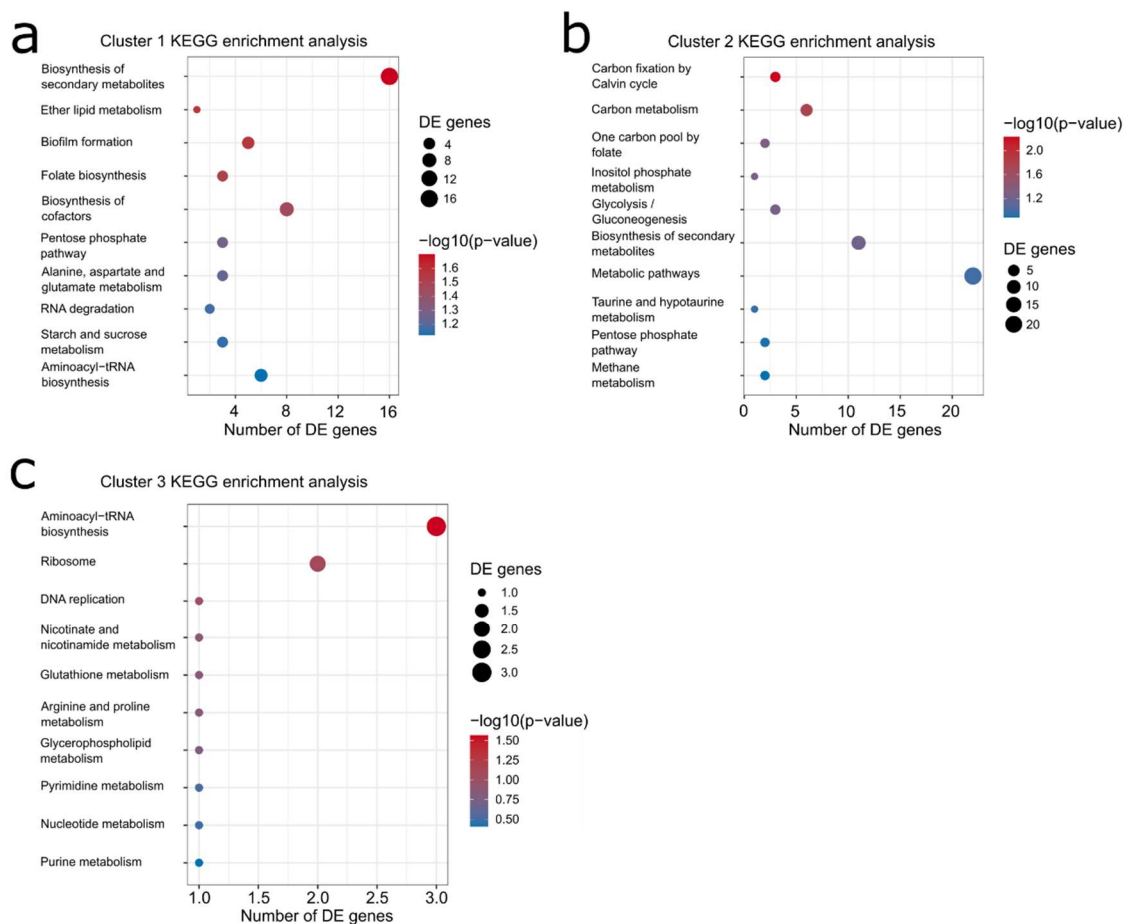 a
Cluster 1 KEGG enrichment analysis
Biosynthesis of
secondary metabolites
Ether lipid metabolism
Biofilm formation
Folate biosynthesis
Biosynthesis of
cofactors
Pentose phosphate
pathway
Alanine, aspartate and
glutamate metabolism
RNA degradation
Starch and sucrose
metabolism
Aminoacyl−tRNA
biosynthesis
4 8 12 16
Number of DE genes
DE genes
4
8
12
16
−log10(p−value)
1.6
1.5
1.4
1.3
1.2
b
Cluster 2 KEGG enrichment analysis
Carbon fixation by
Calvin cycle
Carbon metabolism
One carbon pool by
folate
Inositol phosphate
metabolism
Glycolysis /
Gluconeogenesis
Biosynthesis of secondary
metabolites
Metabolic pathways
Taurine and hypotaurine
metabolism
Pentose phosphate
pathway
Methane
metabolism
0 5 10 15 20
Number of DE genes
−log10(p−value)
2.0
1.6
1.2
DE genes
5
10
15
20
c
Cluster 3 KEGG enrichment analysis
Aminoacyl−tRNA
biosynthesis
Ribosome
DNA replication
Nicotinate and
nicotinamide metabolism
Glutathione metabolism
Arginine and proline
metabolism
Glycerophospholipid
metabolism
Pyrimidine metabolism
Nucleotide metabolism
Purine metabolism
1.0 1.5 2.0 2.5 3.0
Number of DE genes
DE genes
1.0
1.5
2.0
2.5
3.0
−log10(p−value)
1.50
1.00
0.75
0.50